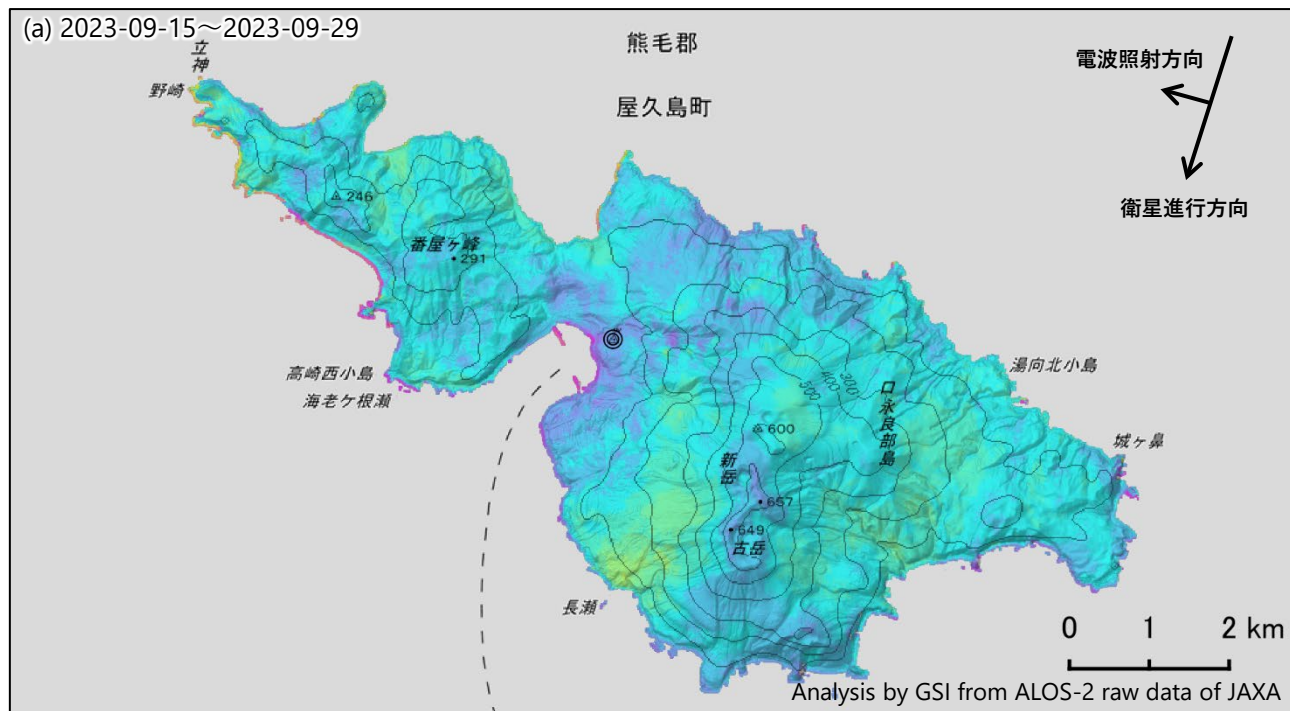 (a) 2023-09-15～2023-09-29
熊毛郡
屋久島町
電波照射方向
衛星進行方向
立神
野崎
246
番屋ヶ峰
291
高崎西小島
海老ケ根瀬
湯向北小島
城ヶ鼻
300
400
500
口永良部島
600
新岳
657
649
古岳
長瀬
0 1 2 km
Analysis by GSI from ALOS-2 raw data of JAXA